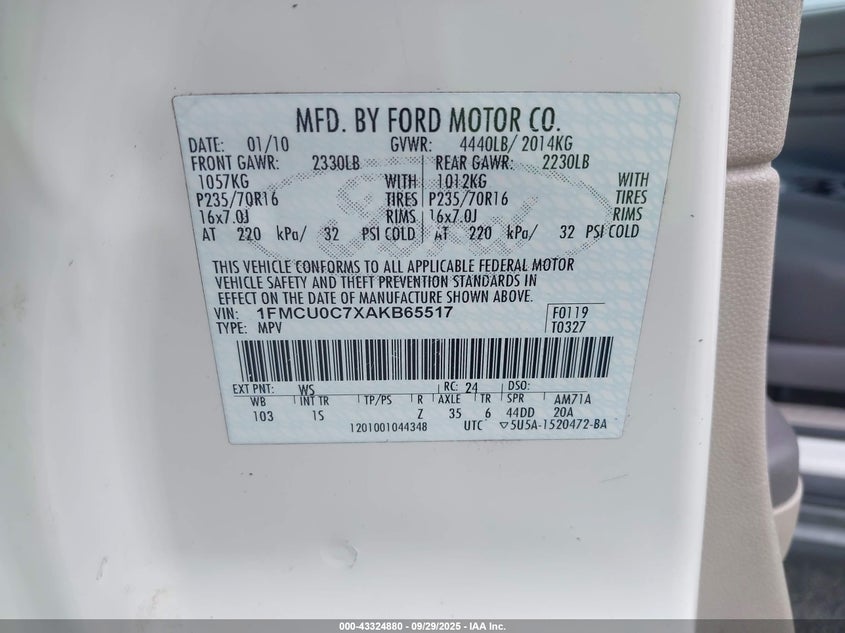 MFD. BY FORD MOTOR CO.
DATE: 01/10 GVWR: 4440LB/ 2014KG
FRONT GAWR: 2330LB REAR GAWR: 2230LB
1057KG WITH 1012KG WITH
P235/70R16 TIRES P235/70R16 TIRES
16x7.0J RIMS 16x7.0J RIMS
AT 220 kPa/ 32 PSI COLD AT 220 kPa/ 32 PSI COLD
THIS VEHICLE CONFORMS TO ALL APPLICABLE FEDERAL MOTOR
VEHICLE SAFETY AND THEFT PREVENTION STANDARDS IN
EFFECT ON THE DATE OF MANUFACTURE SHOWN ABOVE.
VIN: 1FMCU0C7XAKB65517 F0119
TYPE: MPV T0327
EXT PNT: WS RC: 24 DSO:
WB INT TR TP/PS R AXLE TR SPR AM71A
103 1S Z 35 6 44DD 20A
1201001044348 UTC ▽5U5A-1520472-BA
Ford
000-43324880 - 09/29/2025 - IAA Inc.